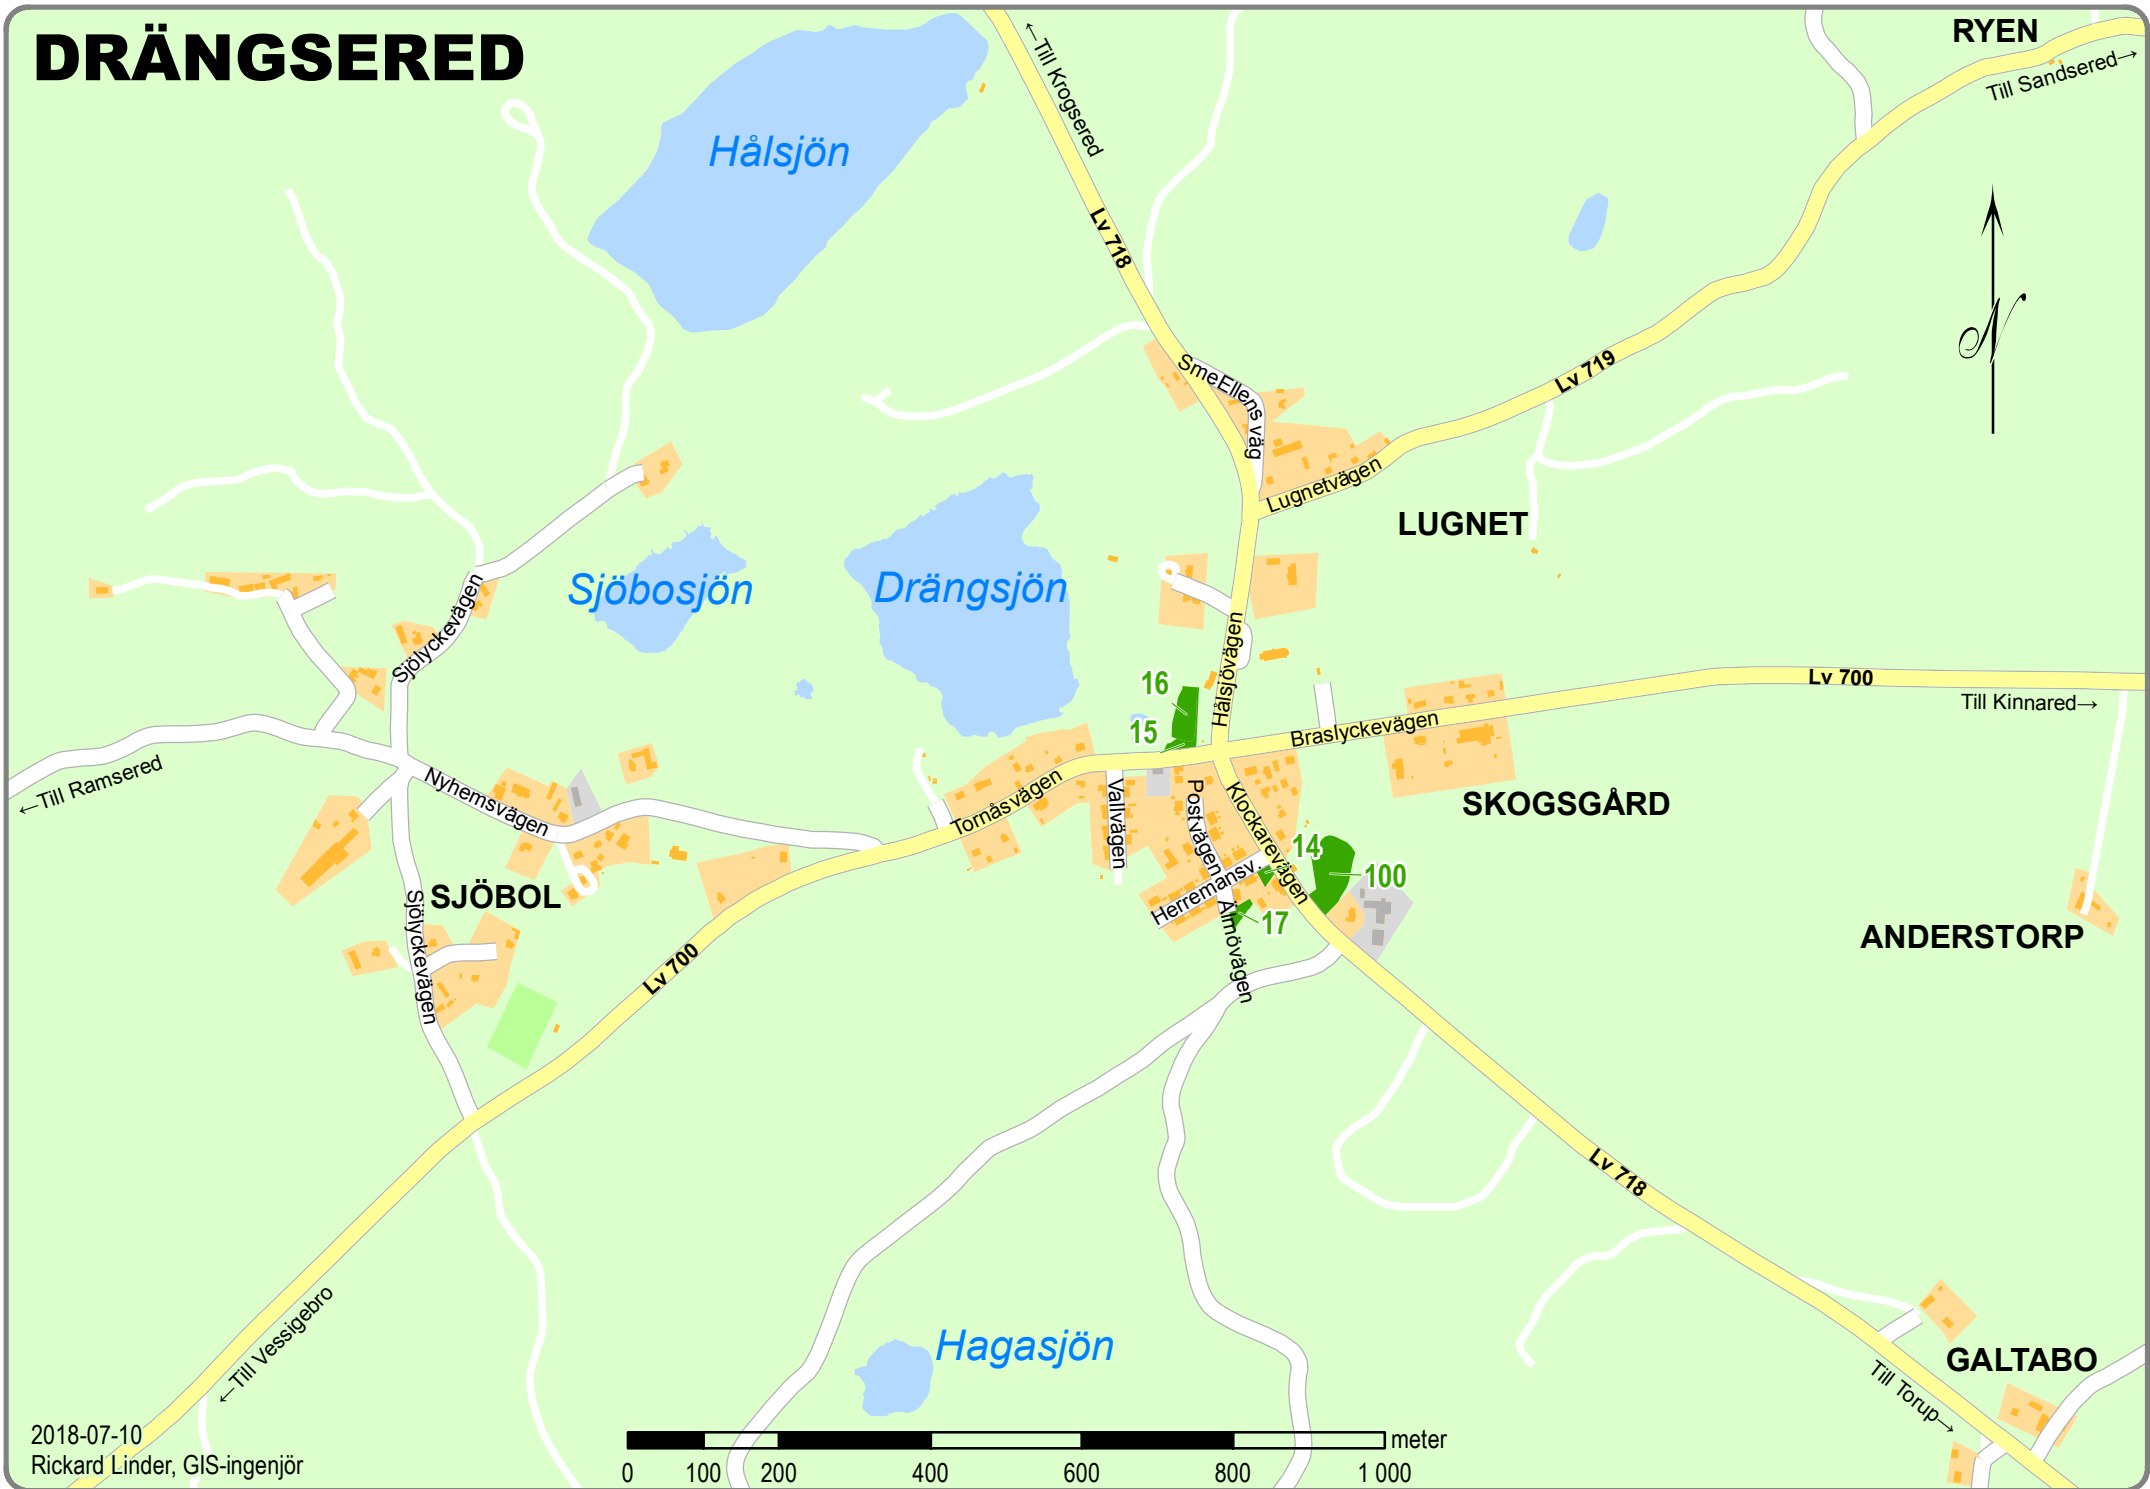 DRÄNGSERED
RYEN
←Till Krogsered
Till Sandsered→
Hålsjön
Lv 718
N
SmeEllens väg
Lv 719
Lugnetvägen
LUGNET
Sjöbosjön
Drängsjön
Sjölyckevägen
Hålsjövägen
16
15
Lv 700
Till Kinnared→
Braslyckevägen
←Till Ramsered
Nyhemsvägen
Tornåsvägen
Vallvägen
Postvägen
Klockarevägen
SKOGSGÅRD
14
100
Herremansv.
17
Älmövägen
SJÖBOL
Sjölyckevägen
ANDERSTORP
Lv 700
Lv 718
←Till Vessigebro
Hagasjön
GALTABO
Till Torup→
2018-07-10
Rickard Linder, GIS-ingenjör
meter
0 100 200 400 600 800 1 000